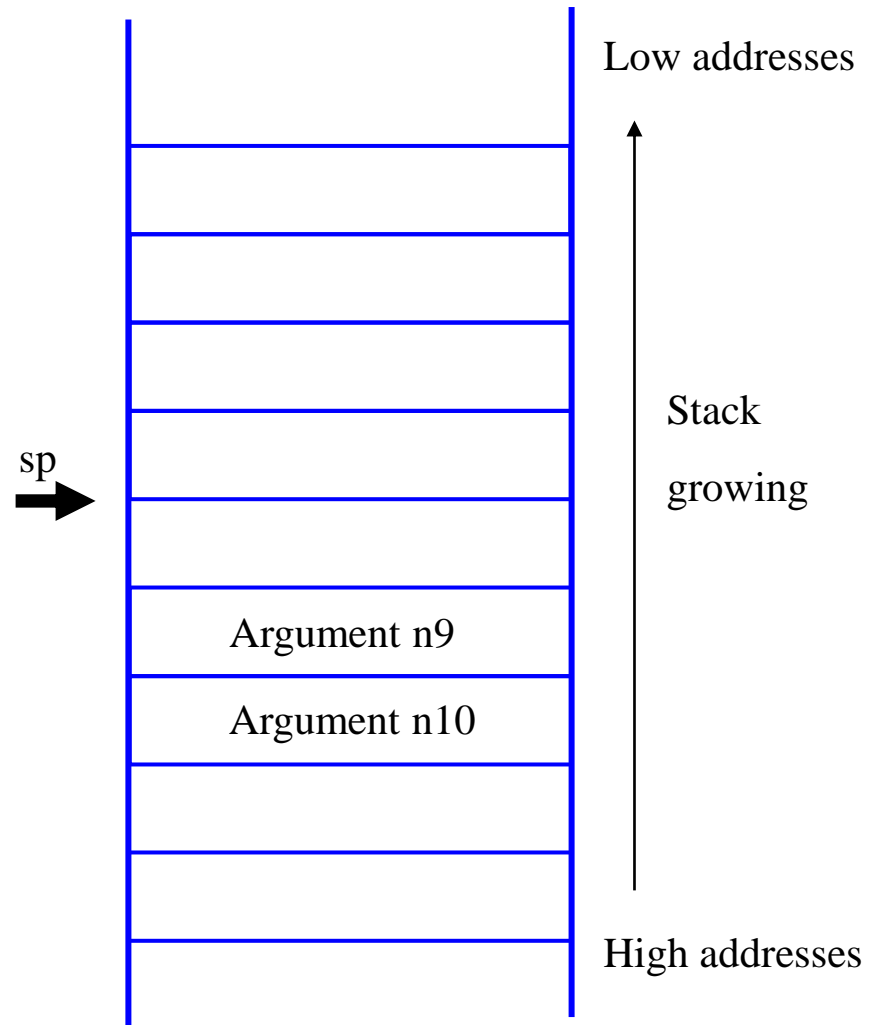 Low addresses
Stack
growing
sp
Argument n9
Argument n10
High addresses